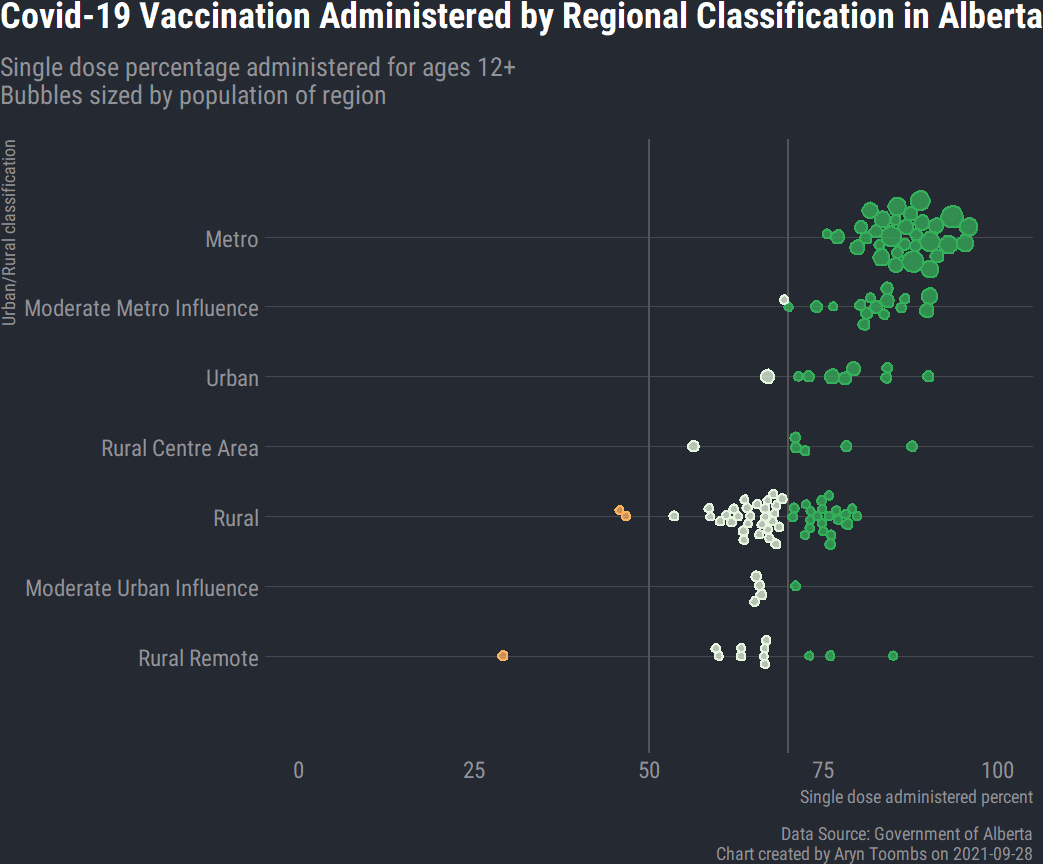 Covid-19 Vaccination Administered by Regional Classification in Alberta
Single dose percentage administered for ages 12+
Bubbles sized by population of region
Urban/Rural classification
Metro
Moderate Metro Influence
Urban
Rural Centre Area
Rural
Moderate Urban Influence
Rural Remote
0 25 50 75 100
Single dose administered percent
Data Source: Government of Alberta
Chart created by Aryn Toombs on 2021-09-28